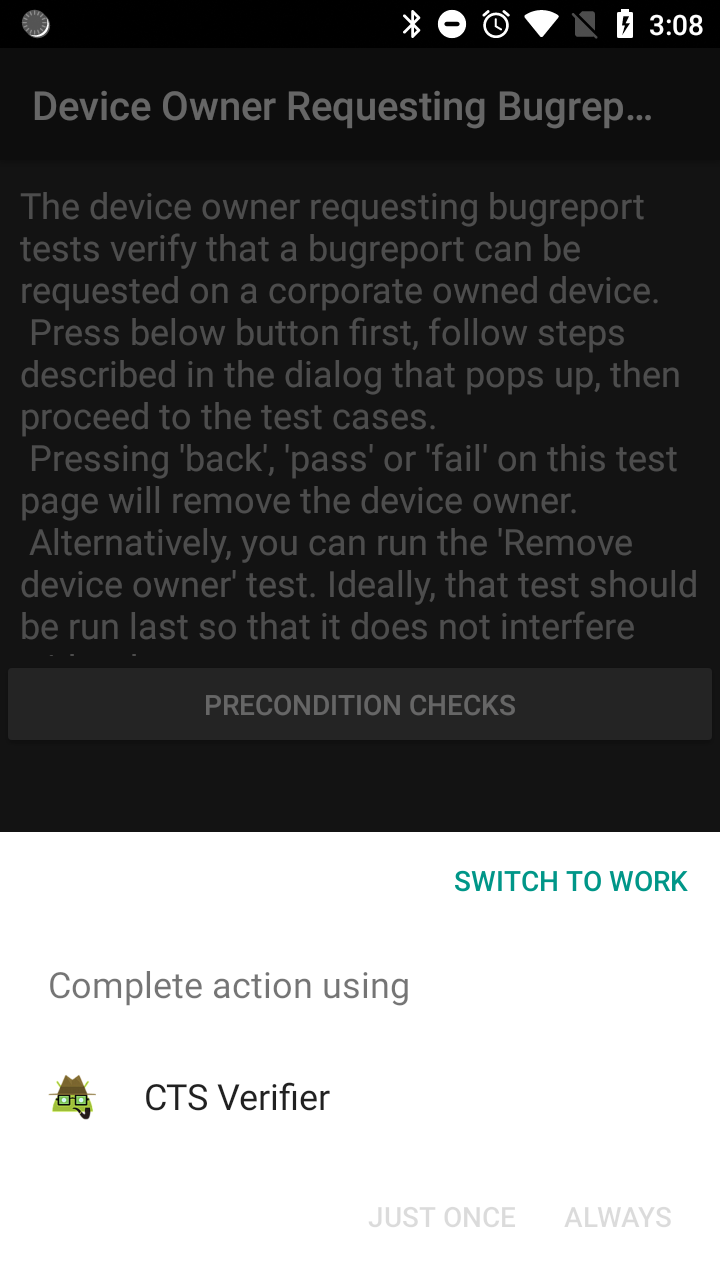 3:08
Device Owner Requesting Bugrep…
The device owner requesting bugreport
tests verify that a bugreport can be
requested on a corporate owned device.
Press below button first, follow steps
described in the dialog that pops up, then
proceed to the test cases.
Pressing 'back', 'pass' or 'fail' on this test
page will remove the device owner.
Alternatively, you can run the 'Remove
device owner' test. Ideally, that test should
be run last so that it does not interfere
PRECONDITION CHECKS
SWITCH TO WORK
Complete action using
CTS Verifier
JUST ONCE
ALWAYS